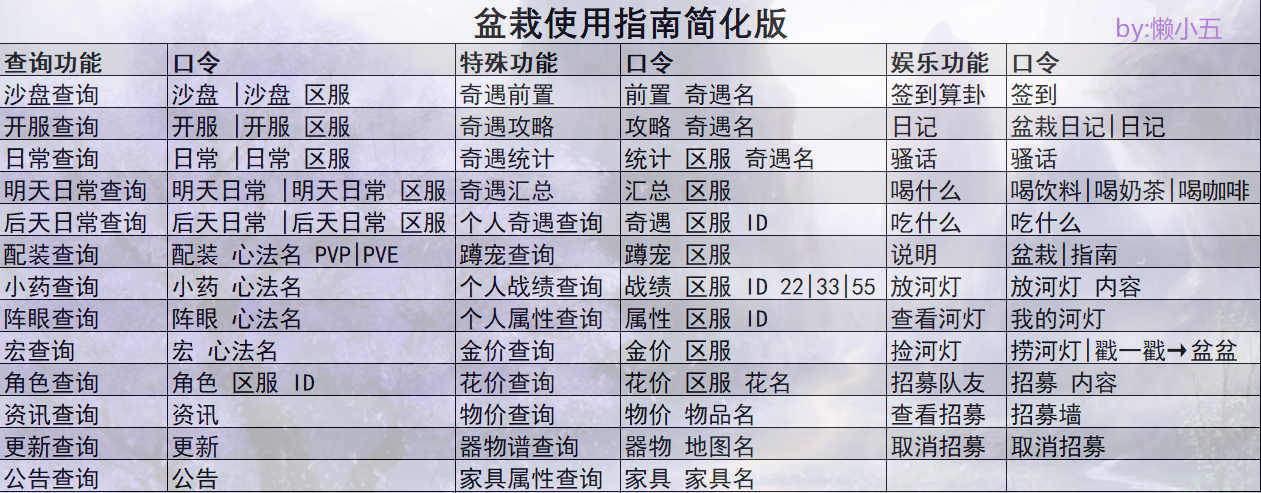 盆栽使用指南简化版
by:懒小五
查询功能 口令 特殊功能 口令 娱乐功能 口令
沙盘查询 沙盘 |沙盘 区服 奇遇前置 前置 奇遇名 签到算卦 签到
开服查询 开服 |开服 区服 奇遇攻略 攻略 奇遇名 日记 盆栽日记|日记
日常查询 日常 |日常 区服 奇遇统计 统计 区服 奇遇名 骚话 骚话
明天日常查询 明天日常 |明天日常 区服 奇遇汇总 汇总 区服 喝什么 喝饮料|喝奶茶|喝咖啡
后天日常查询 后天日常 |后天日常 区服 个人奇遇查询 奇遇 区服 ID 吃什么 吃什么
配装查询 配装 心法名 PVP|PVE 蹲宠查询 蹲宠 区服 说明 盆栽|指南
小药查询 小药 心法名 个人战绩查询 战绩 区服 ID 22|33|55 放河灯 放河灯 内容
阵眼查询 阵眼 心法名 个人属性查询 属性 区服 ID 查看河灯 我的河灯
宏查询 宏 心法名 金价查询 金价 区服 捡河灯 捞河灯|戳一戳→盆盆
角色查询 角色 区服 ID 花价查询 花价 区服 花名 招募队友 招募 内容
资讯查询 资讯 物价查询 物价 物品名 查看招募 招募墙
更新查询 更新 器物谱查询 器物 地图名 取消招募 取消招募
公告查询 公告 家具属性查询 家具 家具名